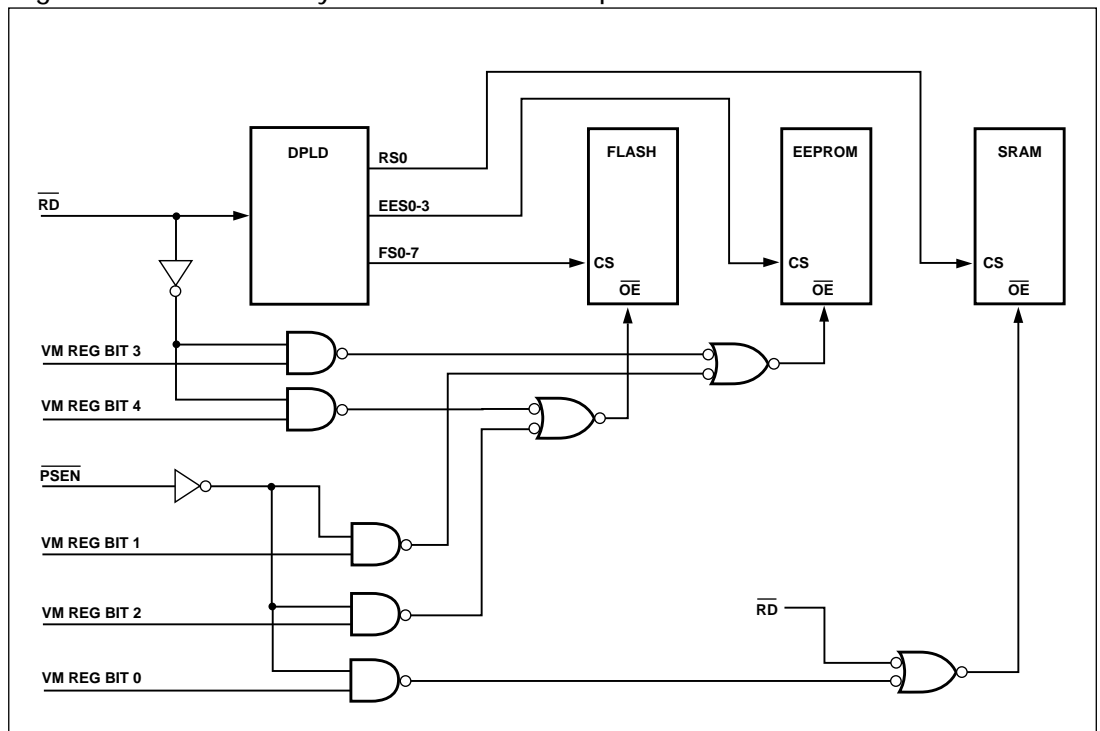 DPLD
RS0
EES0-3
FS0-7
FLASH
CS
OE
EEPROM
CS
OE
SRAM
CS
OE
RD
VM REG BIT 3
VM REG BIT 4
PSEN
VM REG BIT 1
VM REG BIT 2
VM REG BIT 0
RD